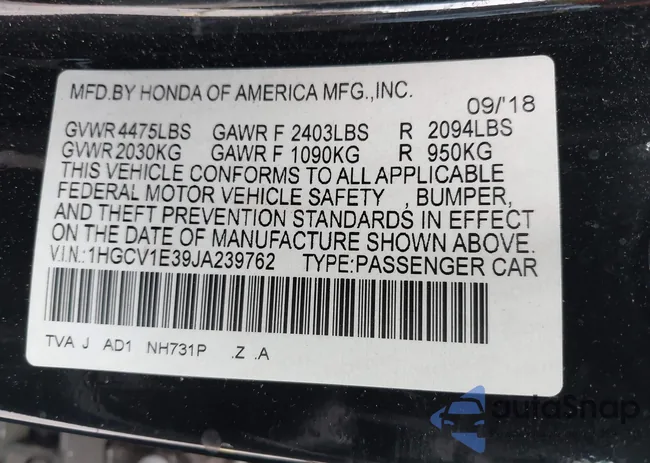 MFD.BY HONDA OF AMERICA MFG.,INC.
09/'18
GVWR 4475LBS GAWR F 2403LBS R 2094LBS
GVWR 2030KG GAWR F 1090KG R 950KG
THIS VEHICLE CONFORMS TO ALL APPLICABLE
FEDERAL MOTOR VEHICLE SAFETY , BUMPER,
AND THEFT PREVENTION STANDARDS IN EFFECT
ON THE DATE OF MANUFACTURE SHOWN ABOVE.
V.I.N.:1HGCV1E39JA239762 TYPE:PASSENGER CAR
TVA J AD1 NH731P .Z .A
autoSnap